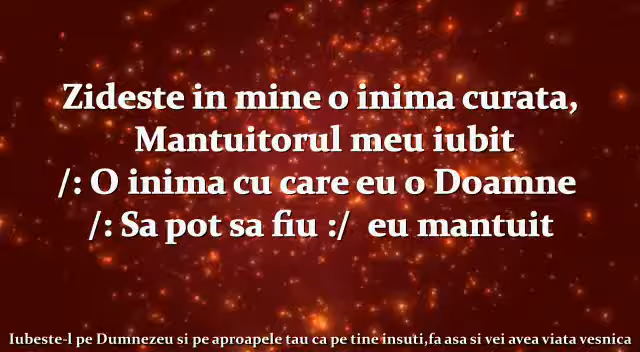 Zideste in mine o inima curata,
Mantuitorul meu iubit
/: O inima cu care eu o Doamne
/: Sa pot sa fiu :/  eu mantuit
Iubeste-l pe Dumnezeu si pe aproapele tau ca pe tine insuti,fa asa si vei avea viata vesnica